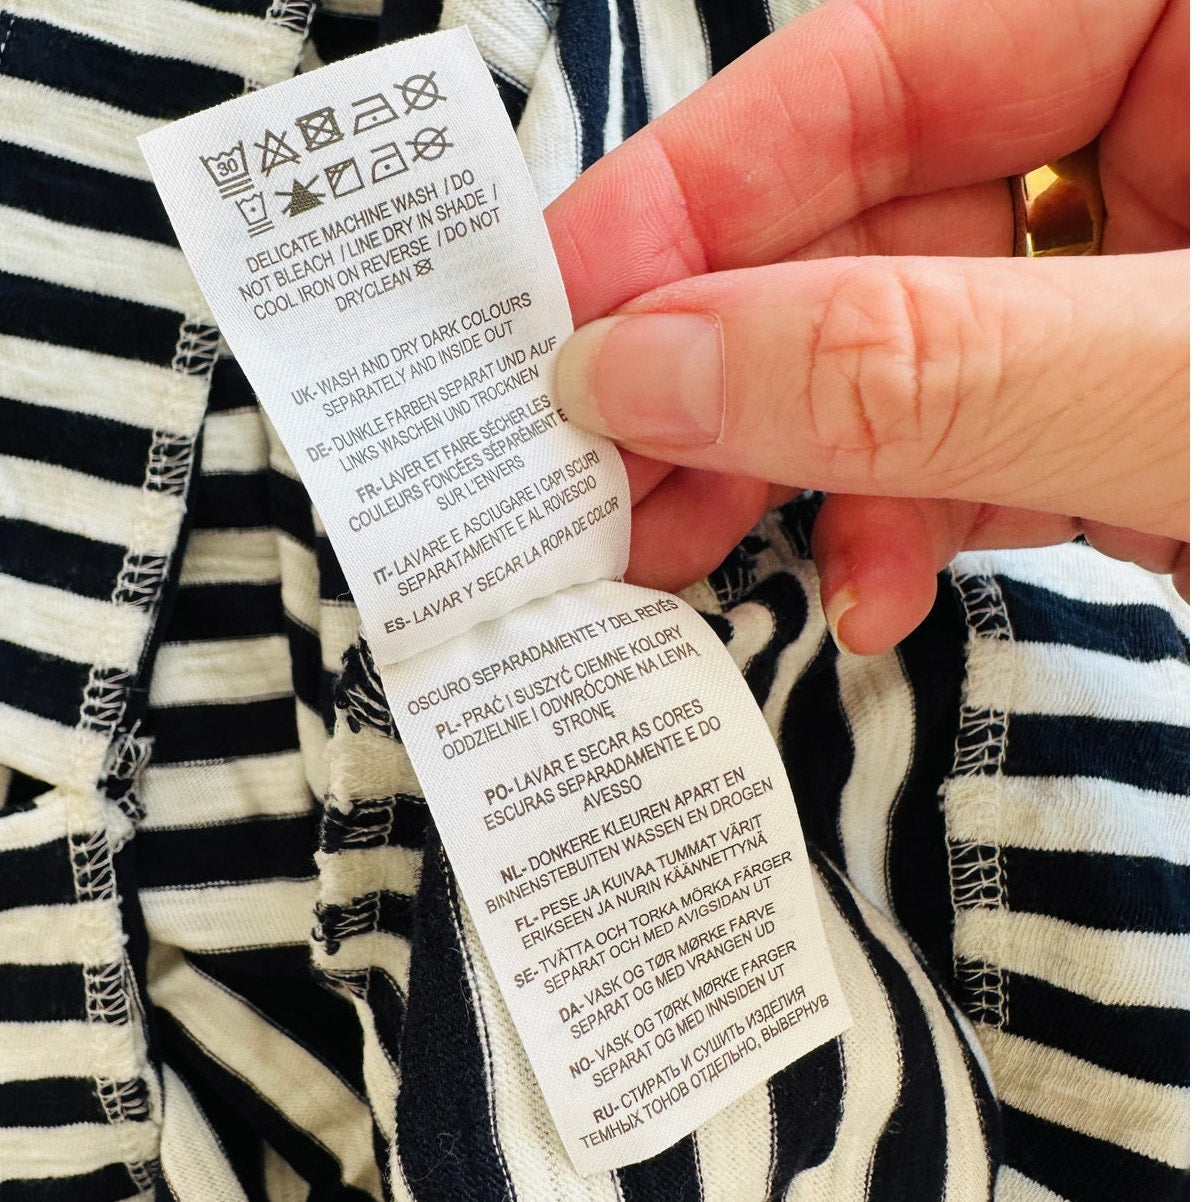 30
DELICATE MACHINE WASH / DO
NOT BLEACH / LINE DRY IN SHADE /
COOL IRON ON REVERSE / DO NOT
DRYCLEAN
UK- WASH AND DRY DARK COLOURS
SEPARATELY AND INSIDE OUT
DE- DUNKLE FARBEN SEPARAT UND AUF
LINKS WASCHEN UND TROCKNEN
FR- LAVER ET FAIRE SÉCHER LES
COULEURS FONCÉES SÉPARÉMENT E
SUR L'ENVERS
IT- LAVARE E ASCIUGARE I CAPI SCURI
SEPARATAMENTE E AL ROVESCIO
ES- LAVAR Y SECAR LA ROPA DE COLOR
OSCURO SEPARADAMENTE Y DEL REVÉS
PL- PRAĆ I SUSZYĆ CIEMNE KOLORY
ODDZIELNIE I ODWRÓCONE NA LEWĄ
STRONĘ
PO- LAVAR E SECAR AS CORES
ESCURAS SEPARADAMENTE E DO
AVESSO
NL- DONKERE KLEUREN APART EN
BINNENSTEBUITEN WASSEN EN DROGEN
FL- PESE JA KUIVAA TUMMAT VÄRIT
ERIKSEEN JA NURIN KÄÄNNETTYNÄ
SE- TVÄTTA OCH TORKA MÖRKA FÄRGER
SEPARAT OCH MED AVIGSIDAN UT
DA- VASK OG TØR MØRKE FARVE
SEPARAT OG MED VRANGEN UD
NO- VASK OG TØRK MØRKE FARGER
SEPARAT OG MED INNSIDEN UT
RU- СТИРАТЬ И СУШИТЬ ИЗДЕЛИЯ
ТЕМНЫХ ТОНОВ ОТДЕЛЬНО, ВЫВЕРНУВ